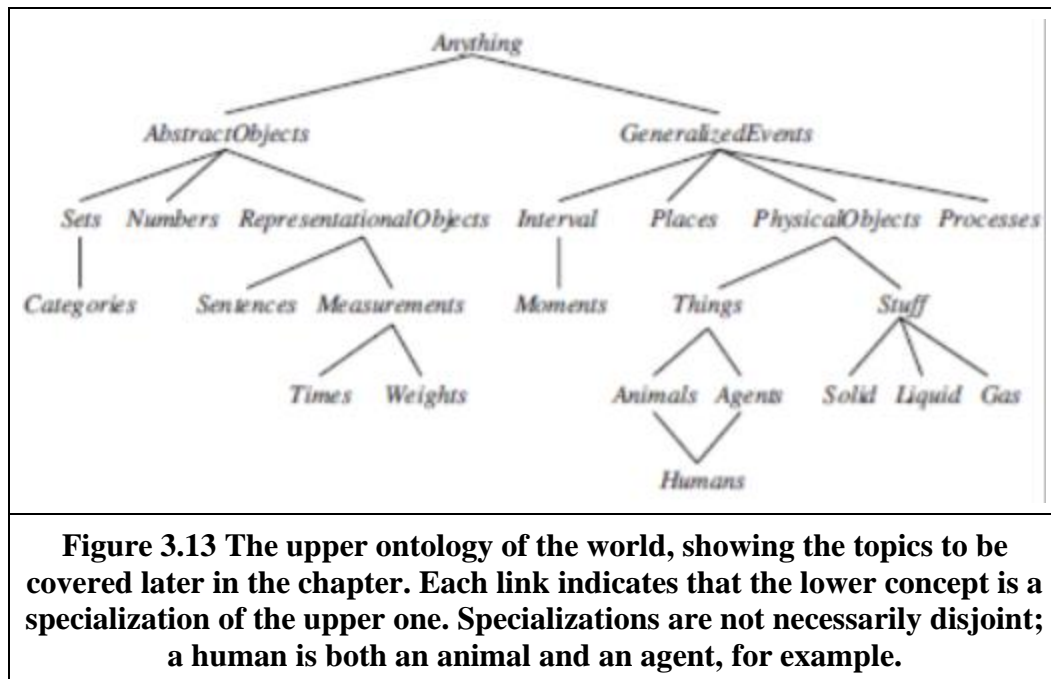 Anything
AbstractObjects GeneralizedEvents
Sets Numbers RepresentationalObjects Interval Places PhysicalObjects Processes
Categories Sentences Measurements Moments Things Stuff
Times Weights Animals Agents Solid Liquid Gas
Humans
Figure 3.13 The upper ontology of the world, showing the topics to be
covered later in the chapter. Each link indicates that the lower concept is a
specialization of the upper one. Specializations are not necessarily disjoint;
a human is both an animal and an agent, for example.